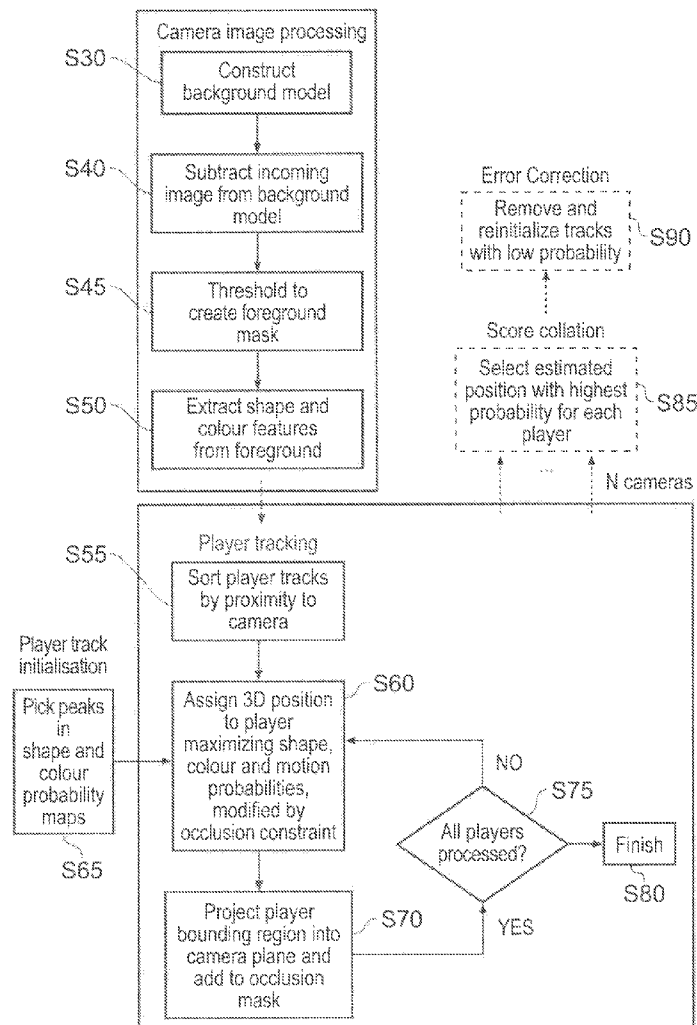 Camera image processing
S30
Construct
background model
S40
Subtract incoming
image from background
model
S45
Threshold to
create foreground
mask
S50
Extract shape and
colour features
from foreground
Error Correction
Remove and
reinitialize tracks
with low probability
S90
Score collation
Select estimated
position with highest
probability for each
player
S85
...
N cameras
Player tracking
S55
Sort player tracks
by proximity to
camera
Player track
initialisation
Pick peaks
in
shape and
colour
probability
maps
S65
S60
Assign 3D position
to player
maximizing shape,
colour and motion
probabilities,
modified by
occlusion constraint
NO
S75
All players
processed?
Finish
S80
YES
S70
Project player
bounding region into
camera plane and
add to occlusion
mask